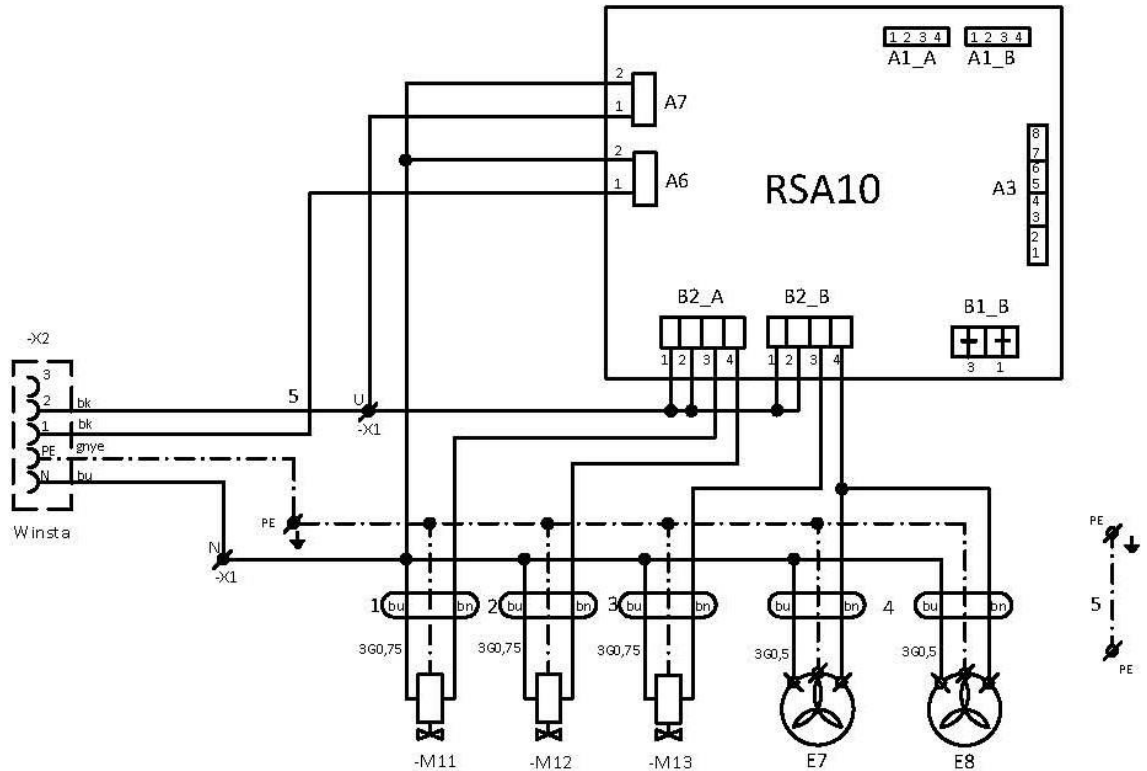 1 2 3 4 1 2 3 4
A1_A A1_B
2
1
A7
2
1
A6
RSA10
A3
8
7
6
5
4
3
2
1
B2_A B2_B B1_B
1 2 3 4 1 2 3 4 3 1
-X2
3
2 bk 5 U
-X1
1 bk
PE gnye
N bu
Winsta
PE
N
-X1
PE
1 bu bn 2 bu bn 3 bu bn bu bn 4 bu bn 5
3G0,75 3G0,75 3G0,75 3G0,5 3G0,5
PE
-M11 -M12 -M13 E7 E8